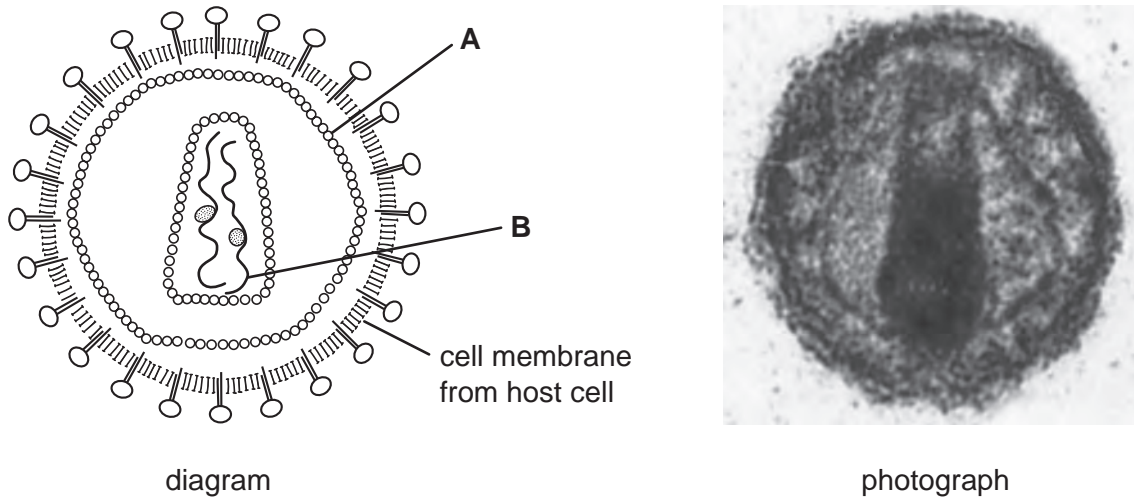 A
B
cell membrane
from host cell
diagram
photograph